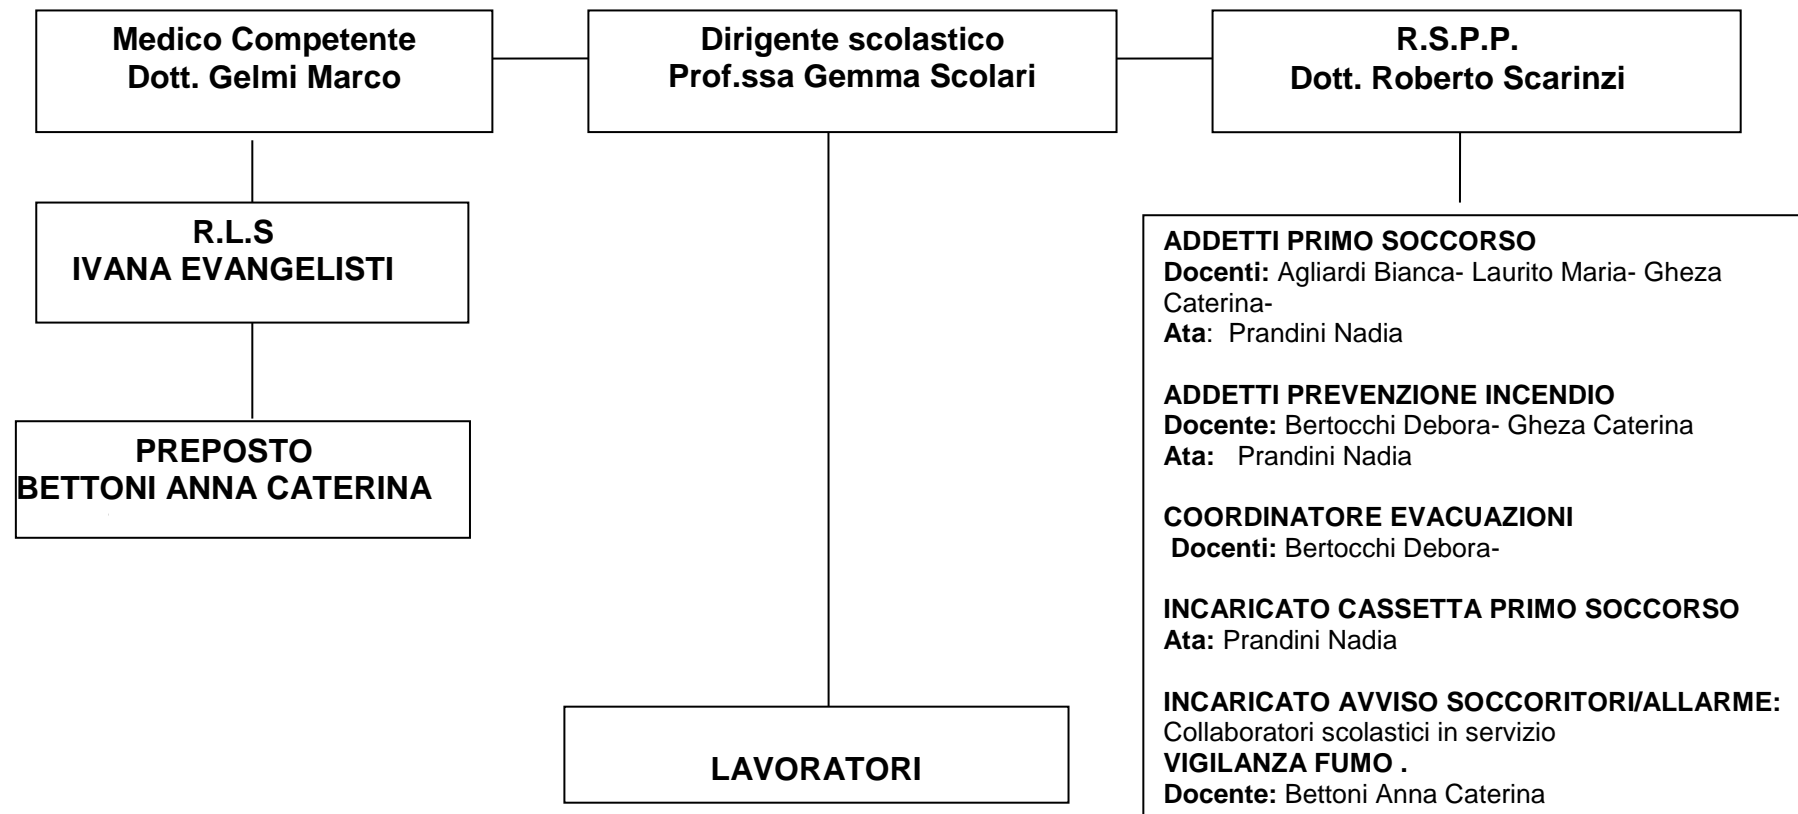 Medico Competente
Dott. Gelmi Marco
Dirigente scolastico
Prof.ssa Gemma Scolari
R.S.P.P.
Dott. Roberto Scarinzi
R.L.S
IVANA EVANGELISTI
PREPOSTO
BETTONI ANNA CATERINA
LAVORATORI
ADDETTI PRIMO SOCCORSO
Docenti: Agliardi Bianca- Laurito Maria- Gheza
Caterina-
Ata: Prandini Nadia
ADDETTI PREVENZIONE INCENDIO
Docente: Bertocchi Debora- Gheza Caterina
Ata: Prandini Nadia
COORDINATORE EVACUAZIONI
Docenti: Bertocchi Debora-
INCARICATO CASSETTA PRIMO SOCCORSO
Ata: Prandini Nadia
INCARICATO AVVISO SOCCORITORI/ALLARME:
Collaboratori scolastici in servizio
VIGILANZA FUMO .
Docente: Bettoni Anna Caterina